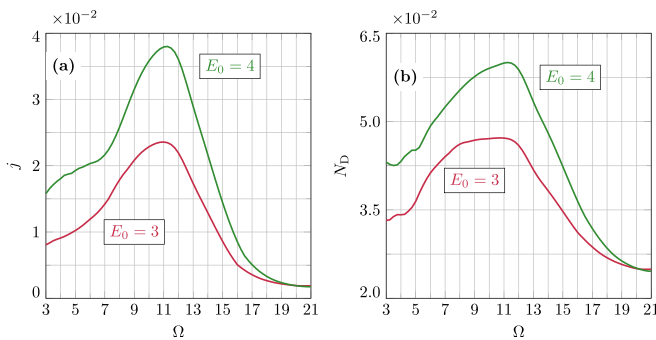 ×10⁻²
4
3
2
1
0
j
(a)
E₀ = 4
E₀ = 3
3 5 7 9 11 13 15 17 19 21
Ω
×10⁻²
6.5
5.0
3.5
2.0
N_D
(b)
E₀ = 4
E₀ = 3
3 5 7 9 11 13 15 17 19 21
Ω